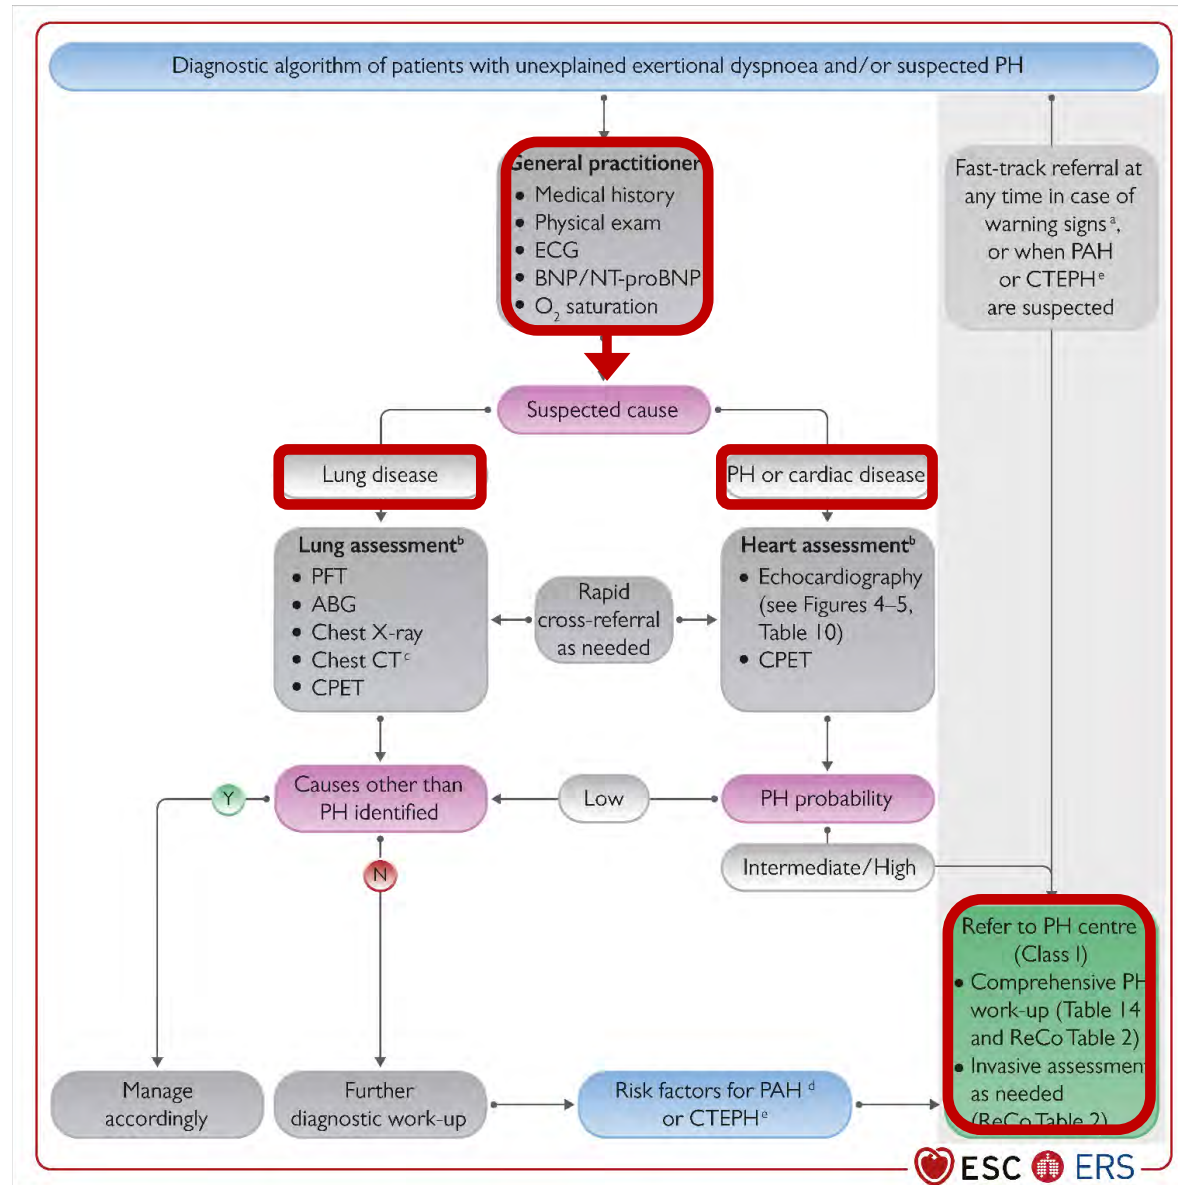 Diagnostic algorithm of patients with unexplained exertional dyspnoea and/or suspected PH
General practitioner
• Medical history
• Physical exam
• ECG
• BNP/NT-proBNP
• O₂ saturation
Fast-track referral at
any time in case of
warning signs ᵃ,
or when PAH
or CTEPH ᵉ
are suspected
Suspected cause
Lung disease
PH or cardiac disease
Lung assessmentᵇ
• PFT
• ABG
• Chest X-ray
• Chest CT ᶜ
• CPET
Rapid
cross-referral
as needed
Heart assessmentᵇ
• Echocardiography
(see Figures 4–5,
Table 10)
• CPET
Causes other than
PH identified
Y
N
Low
PH probability
Intermediate/High
Refer to PH centre
(Class I)
• Comprehensive PH
work-up (Table 14
and ReCo Table 2)
• Invasive assessment
as needed
(ReCo Table 2)
Manage
accordingly
Further
diagnostic work-up
Risk factors for PAH ᵈ
or CTEPH ᵉ
ESC ERS